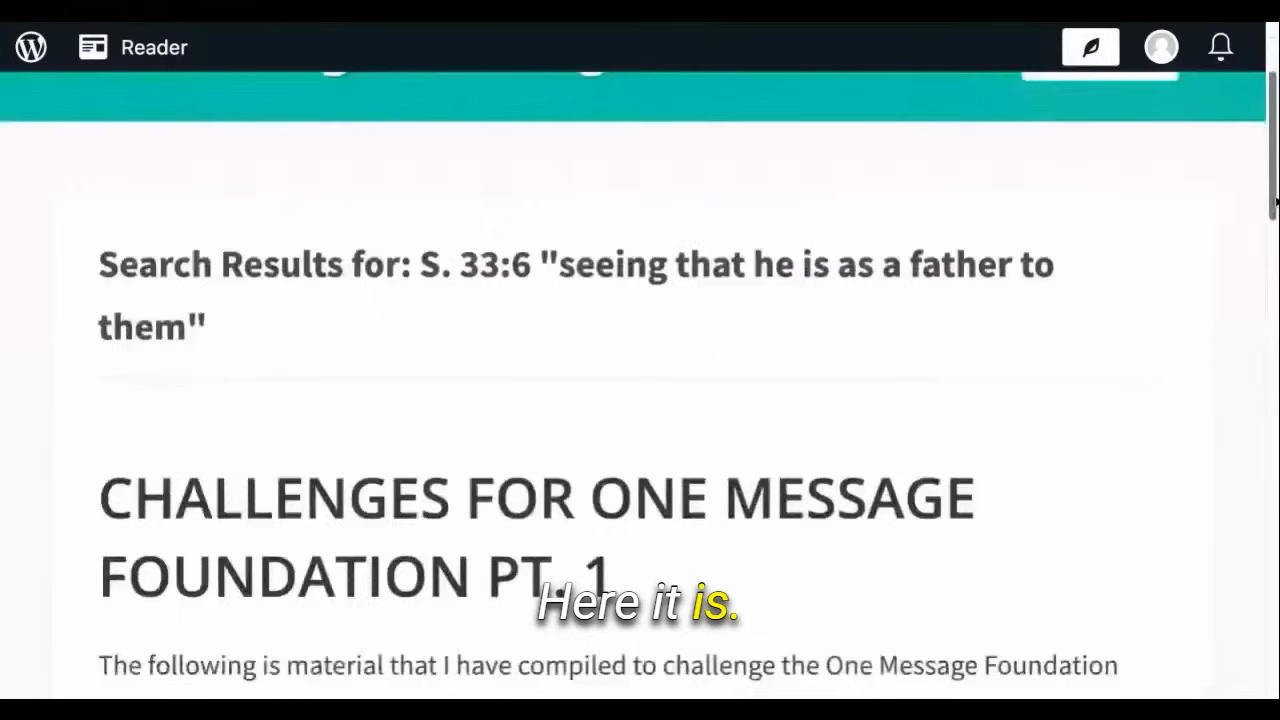 Reader
Search Results for: S. 33:6 "seeing that he is as a father to
them"
CHALLENGES FOR ONE MESSAGE
FOUNDATION PT. 1
Here it is.
The following is material that I have compiled to challenge the One Message Foundation